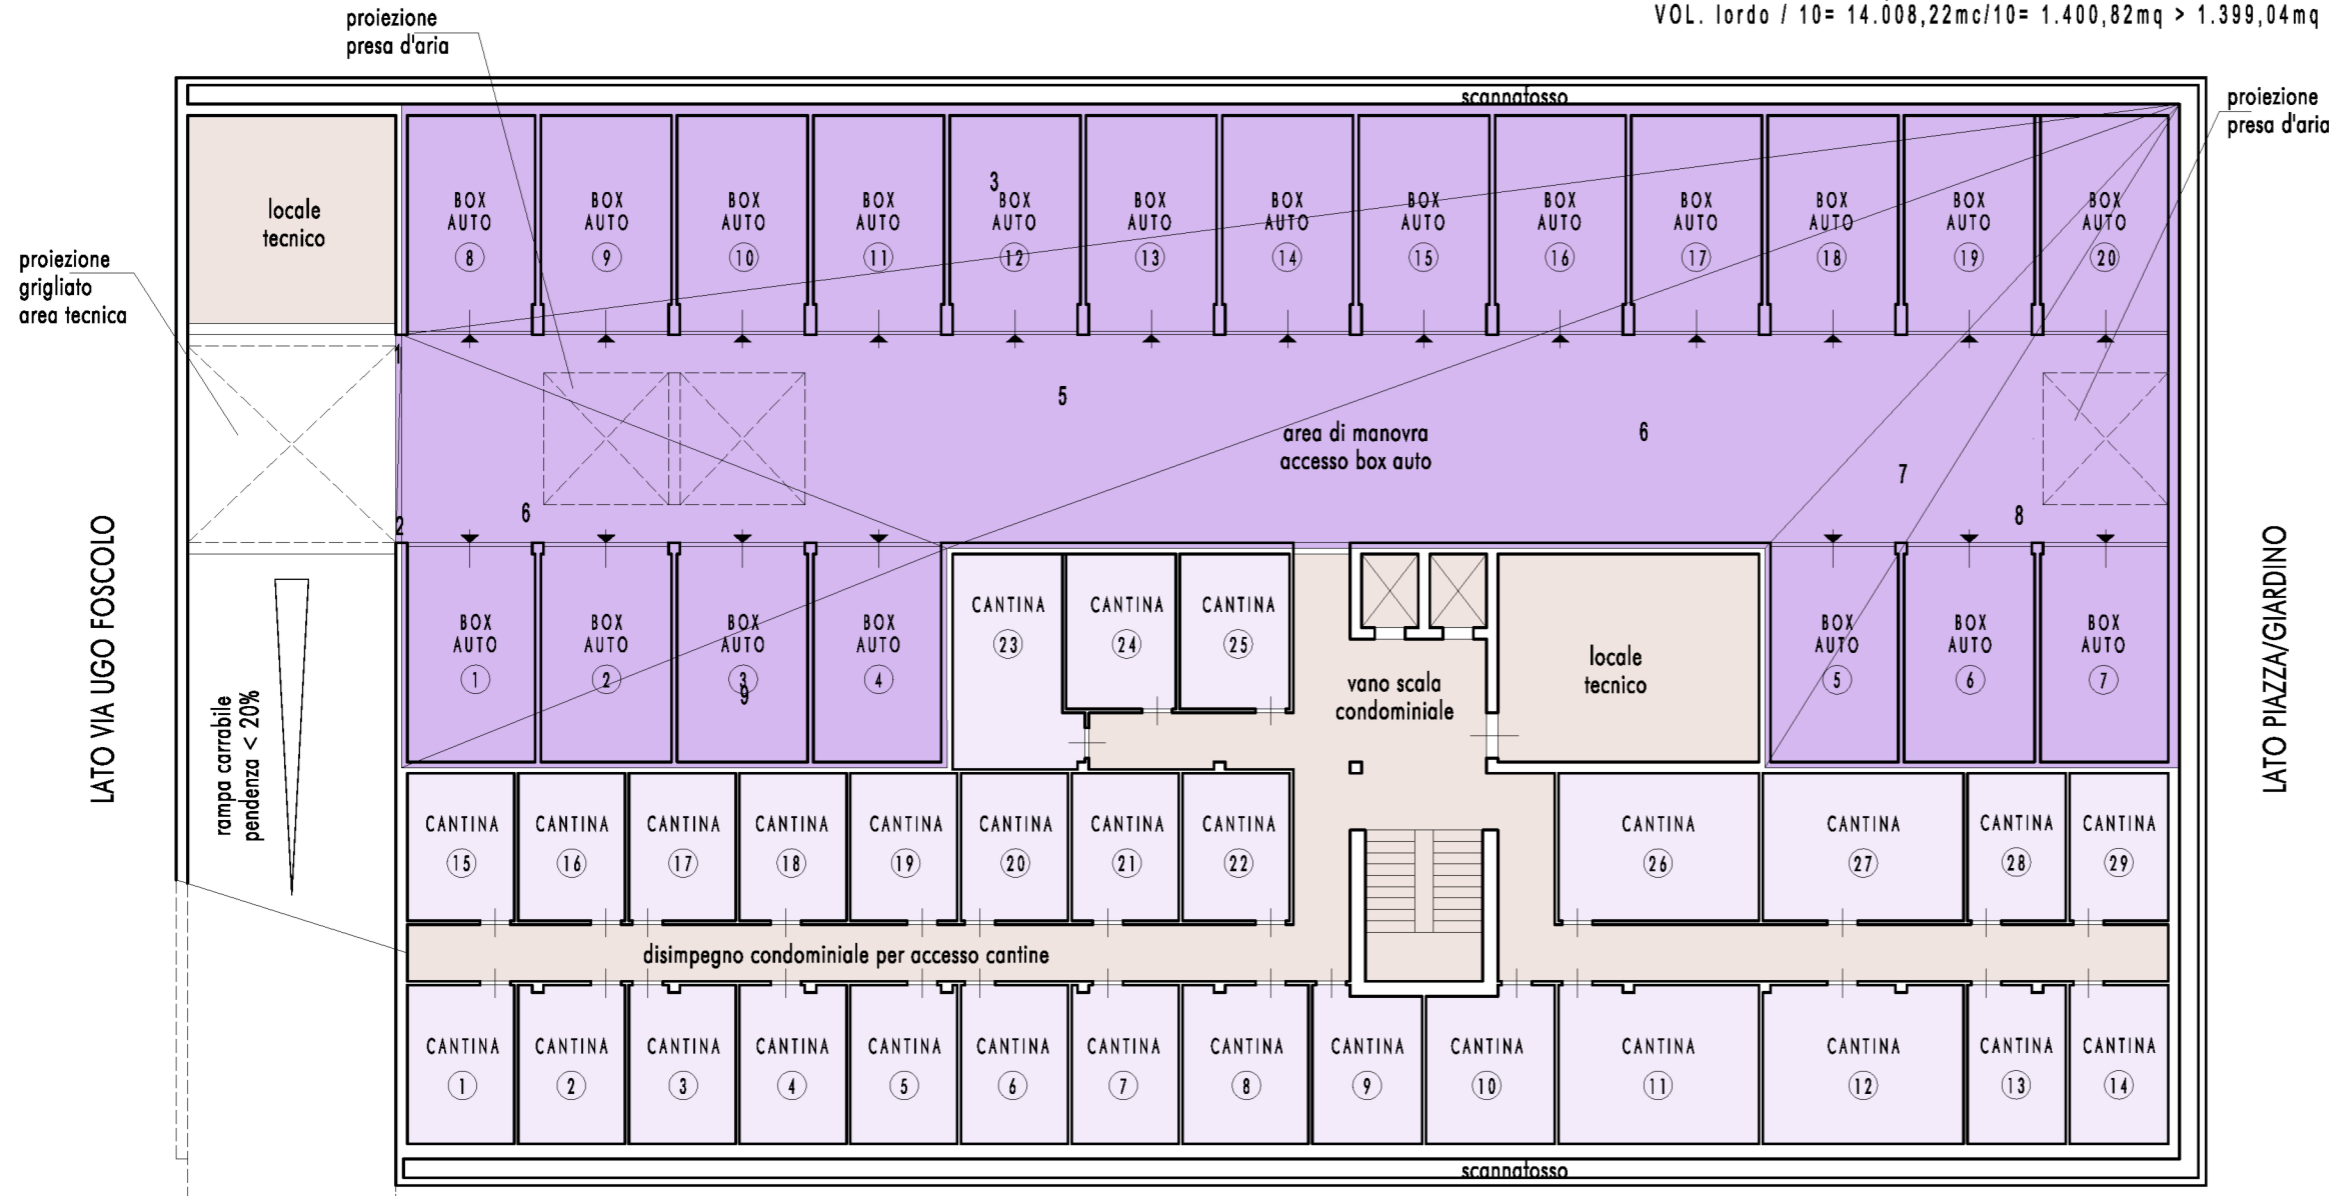 VOL. lordo / 10= 14.008,22mc/10= 1.400,82mq > 1.399,04mq
proiezione
presa d'aria
scannafosso
proiezione
presa d'aria
locale
tecnico
BOX
AUTO
8
BOX
AUTO
9
BOX
AUTO
10
BOX
AUTO
11
3
BOX
AUTO
12
BOX
AUTO
13
BOX
AUTO
14
BOX
AUTO
15
BOX
AUTO
16
BOX
AUTO
17
BOX
AUTO
18
BOX
AUTO
19
BOX
AUTO
20
proiezione
grigliato
area tecnica
1
5
area di manovra
accesso box auto
6
7
8
2
6
LATO VIA UGO FOSCOLO
LATO PIAZZA/GIARDINO
rampa carrabile
pendenza < 20%
BOX
AUTO
1
BOX
AUTO
2
BOX
AUTO
3
9
BOX
AUTO
4
CANTINA
23
CANTINA
24
CANTINA
25
vano scala
condominiale
locale
tecnico
BOX
AUTO
5
BOX
AUTO
6
BOX
AUTO
7
CANTINA
15
CANTINA
16
CANTINA
17
CANTINA
18
CANTINA
19
CANTINA
20
CANTINA
21
CANTINA
22
CANTINA
26
CANTINA
27
CANTINA
28
CANTINA
29
disimpegno condominiale per accesso cantine
CANTINA
1
CANTINA
2
CANTINA
3
CANTINA
4
CANTINA
5
CANTINA
6
CANTINA
7
CANTINA
8
CANTINA
9
CANTINA
10
CANTINA
11
CANTINA
12
CANTINA
13
CANTINA
14
scannafosso